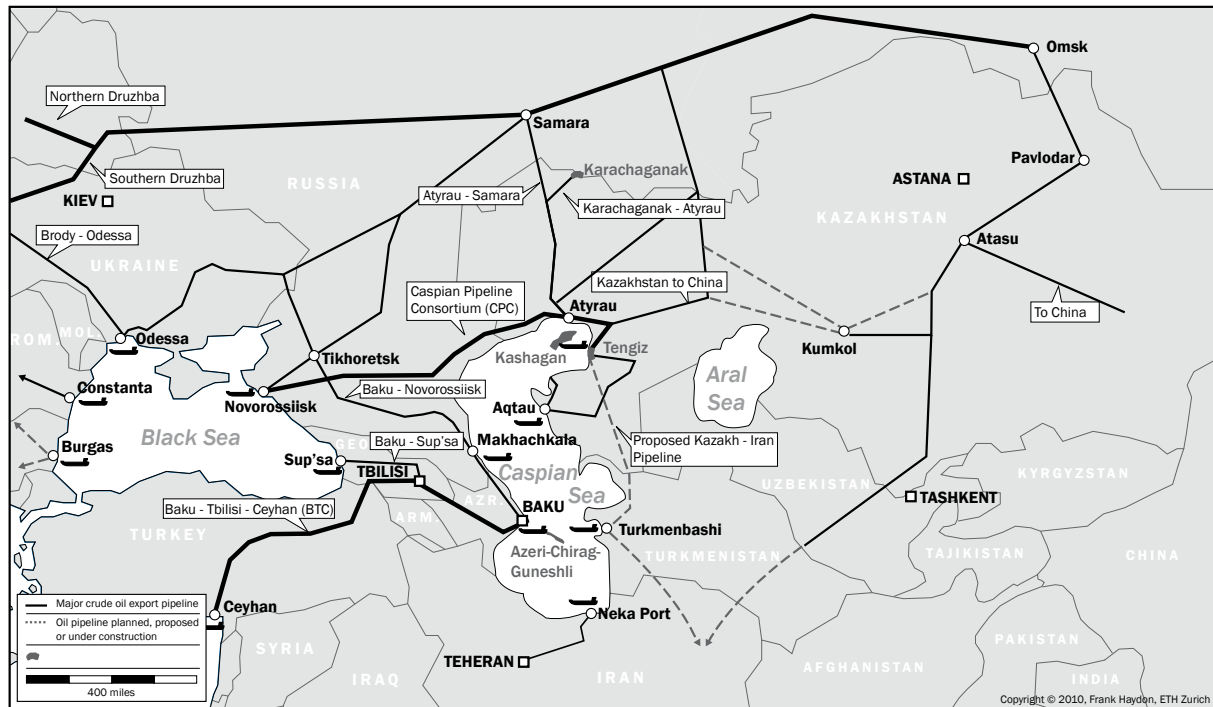 Omsk
Northern Druzhba
Samara
Pavlodar
Karachaganak
Southern Druzhba
RUSSIA
Atyrau - Samara
ASTANA
KIEV
Karachaganak - Atyrau
KAZAKHSTAN
Brody - Odessa
Atasu
UKRAINE
Kazakhstan to China
Caspian Pipeline
Consortium (CPC)
Atyrau
To China
MOL.
ROM.
Odessa
Kumkol
Kashagan
Tengiz
Tikhoretsk
Aral
Sea
Constanta
Baku - Novorossiisk
Novorossiisk
Aqtau
Black Sea
Baku - Sup'sa
Makhachkala
Proposed Kazakh - Iran
Pipeline
Burgas
GEO.
Sup'sa
Caspian
Sea
TBILISI
KYRGYZSTAN
UZBEKISTAN
TASHKENT
AZR.
Baku - Tbilisi - Ceyhan (BTC)
ARM.
BAKU
Turkmenbashi
TURKEY
Azeri-Chirag-
Guneshli
TURKMENISTAN
TAJIKISTAN
CHINA
Major crude oil export pipeline
Oil pipeline planned, proposed
or under construction
400 miles
Ceyhan
Neka Port
SYRIA
TEHERAN
IRAQ
IRAN
AFGHANISTAN
PAKISTAN
INDIA
Copyright © 2010, Frank Haydon, ETH Zurich